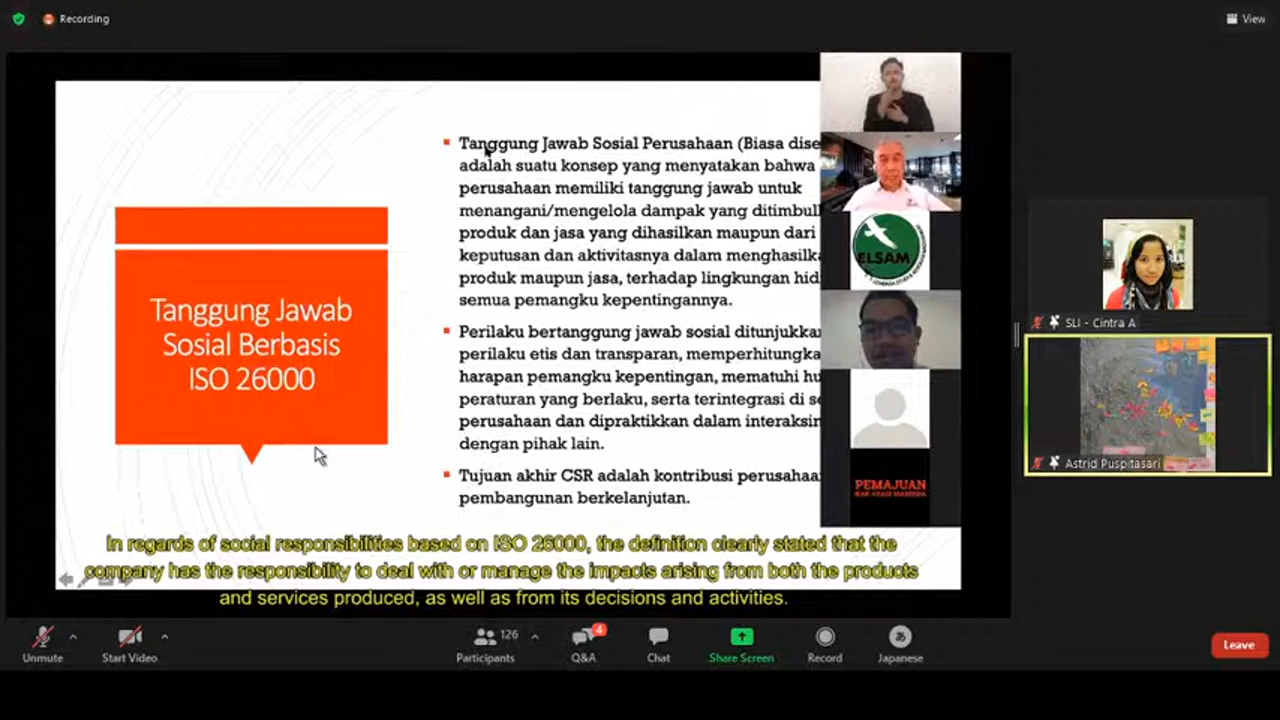 Recording
View
Tanggung Jawab
Sosial Berbasis
ISO 26000
Tanggung Jawab Sosial Perusahaan (Biasa dise
adalah suatu konsep yang menyatakan bahwa
perusahaan memiliki tanggung jawab untuk
menangani/mengelola dampak yang ditimbul
produk dan jasa yang dihasilkan maupun dari
keputusan dan aktivitasnya dalam menghasilka
produk maupun jasa, terhadap lingkungan hid
semua pemangku kepentingannya.
Perilaku bertanggung jawab sosial ditunjukka
perilaku etis dan transparan, memperhitungka
harapan pemangku kepentingan, mematuhi hu
peraturan yang berlaku, serta terintegrasi di se
perusahaan dan dipraktikkan dalam interaksin
dengan pihak lain.
Tujuan akhir CSR adalah kontribusi perusahaa
pembangunan berkelanjutan.
ELSAM
PEMAJUAN
SLI - Cintra A
Astrid Puspitasari
In regards of social responsibilities based on ISO 26000, the definition clearly stated that the
company has the responsibility to deal with or manage the impacts arising from both the products
and services produced, as well as from its decisions and activities.
Unmute
Start Video
126
Participants
4
Q&A
Chat
Share Screen
Record
あ
Japanese
Leave